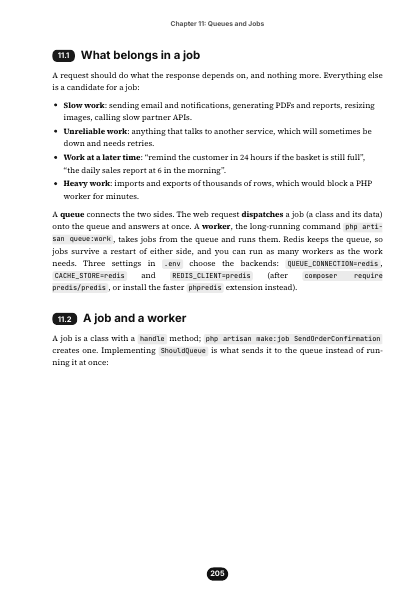 Chapter 11: Queues and Jobs
11.1 What belongs in a job
A request should do what the response depends on, and nothing more. Everything else
is a candidate for a job:
• Slow work: sending email and notifications, generating PDFs and reports, resizing
images, calling slow partner APIs.
• Unreliable work: anything that talks to another service, which will sometimes be
down and needs retries.
• Work at a later time: “remind the customer in 24 hours if the basket is still full”,
“the daily sales report at 6 in the morning”.
• Heavy work: imports and exports of thousands of rows, which would block a PHP
worker for minutes.
A queue connects the two sides. The web request dispatches a job (a class and its data)
onto the queue and answers at once. A worker, the long-running command php arti-
san queue:work, takes jobs from the queue and runs them. Redis keeps the queue, so
jobs survive a restart of either side, and you can run as many workers as the work
needs. Three settings in .env choose the backends: QUEUE_CONNECTION=redis,
CACHE_STORE=redis and REDIS_CLIENT=predis (after composer require
predis/predis, or install the faster phpredis extension instead).
11.2 A job and a worker
A job is a class with a handle method; php artisan make:job SendOrderConfirmation
creates one. Implementing ShouldQueue is what sends it to the queue instead of run-
ning it at once:
205